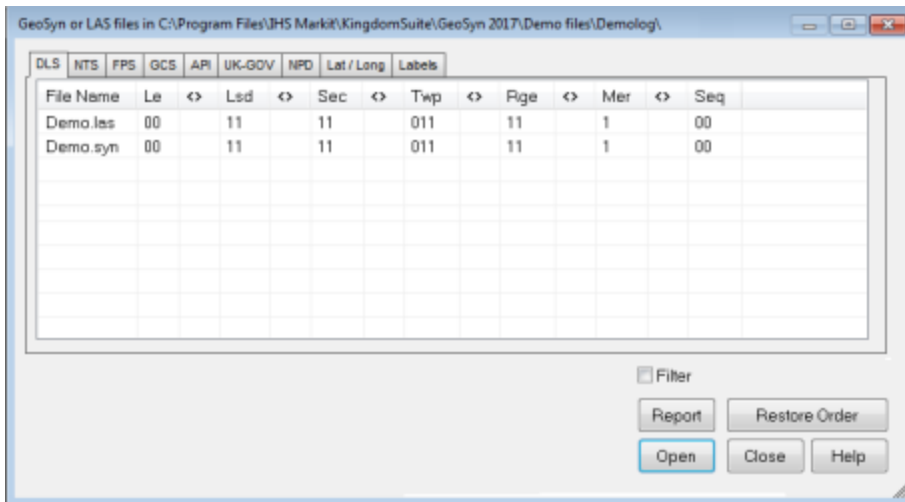 GeoSyn or LAS files in C:\Program Files\IHS Markit\KingdomSuite\GeoSyn 2017\Demo files\Demolog\
DLS NTS FPS GCS API UK-GOV NPD Lat / Long Labels
File Name Le <> Lsd <> Sec <> Twp <> Rge <> Mer <> Seq
Demo.las 00 11 11 011 11 1 00
Demo.syn 00 11 11 011 11 1 00
Filter
Report Restore Order
Open Close Help